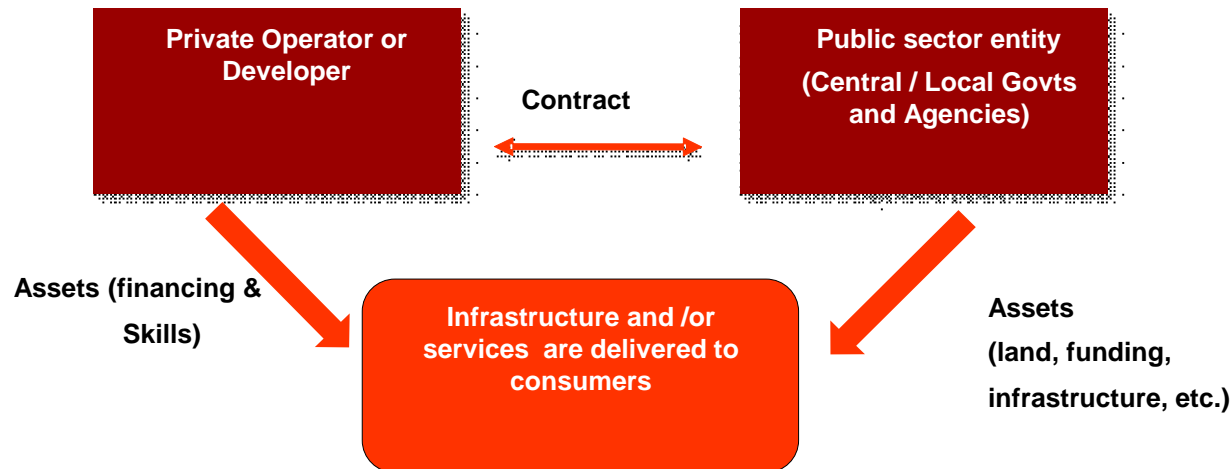 Private Operator or
Developer
Public sector entity
(Central / Local Govts
and Agencies)
Contract
Assets (financing &
Skills)
Infrastructure and /or
services are delivered to
consumers
Assets
(land, funding,
infrastructure, etc.)